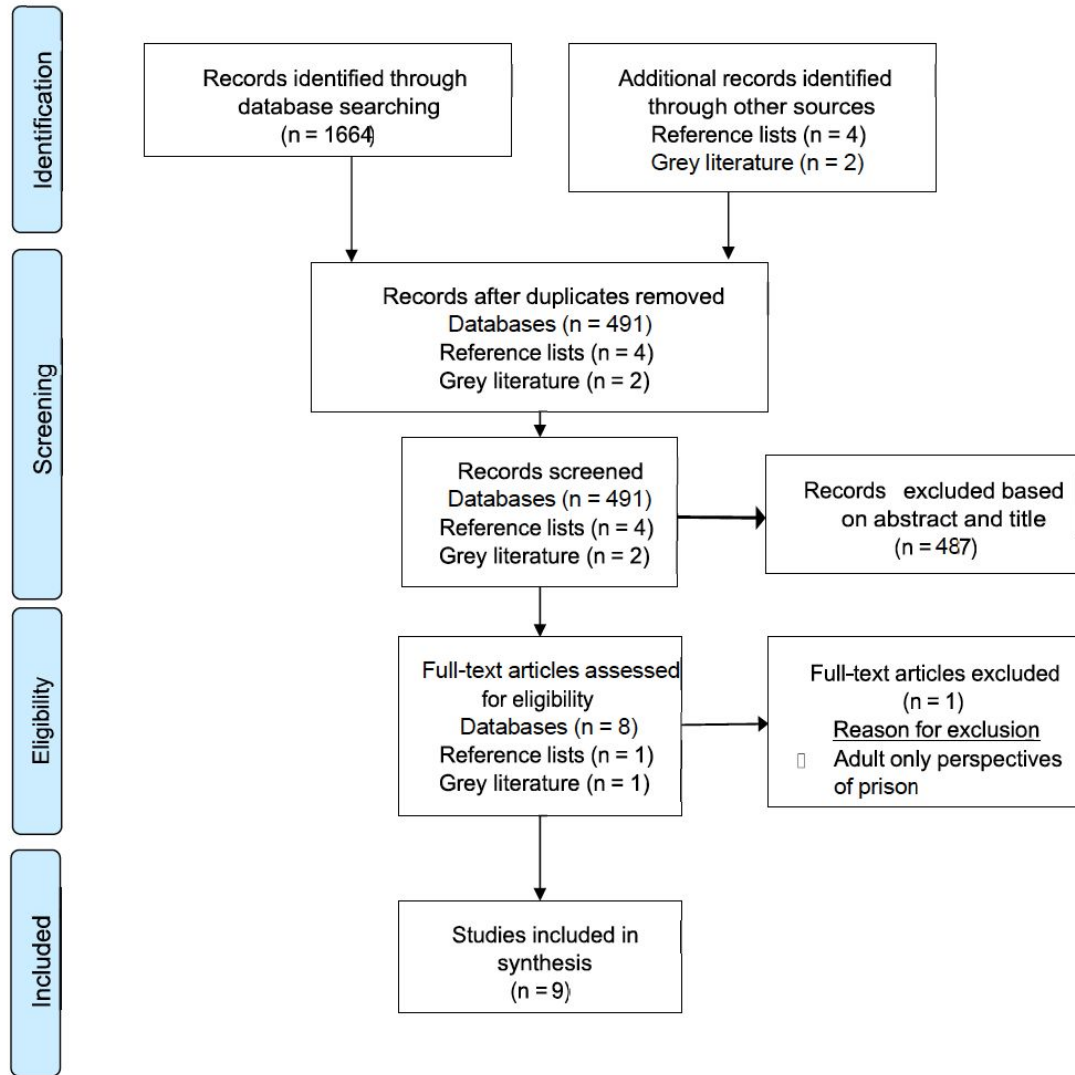 Identification
Records identified through
database searching
(n = 1664)
Additional records identified
through other sources
Reference lists (n = 4)
Grey literature (n = 2)
Screening
Records after duplicates removed
Databases (n = 491)
Reference lists (n = 4)
Grey literature (n = 2)
Records screened
Databases (n = 491)
Reference lists (n = 4)
Grey literature (n = 2)
Records excluded based
on abstract and title
(n = 487)
Eligibility
Full-text articles assessed
for eligibility
Databases (n = 8)
Reference lists (n = 1)
Grey literature (n = 1)
Full-text articles excluded
(n = 1)
Reason for exclusion
Adult only perspectives
of prison
Included
Studies included in
synthesis
(n = 9)